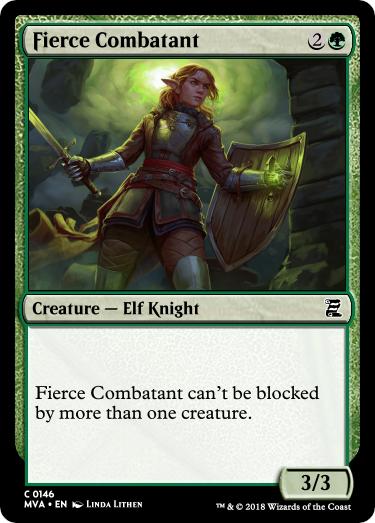 Fierce Combatant 2
Creature — Elf Knight
Fierce Combatant can't be blocked
by more than one creature.
3/3
C 0146
MVA • EN LINDA LITHEN
™ & © 2018 Wizards of the Coast